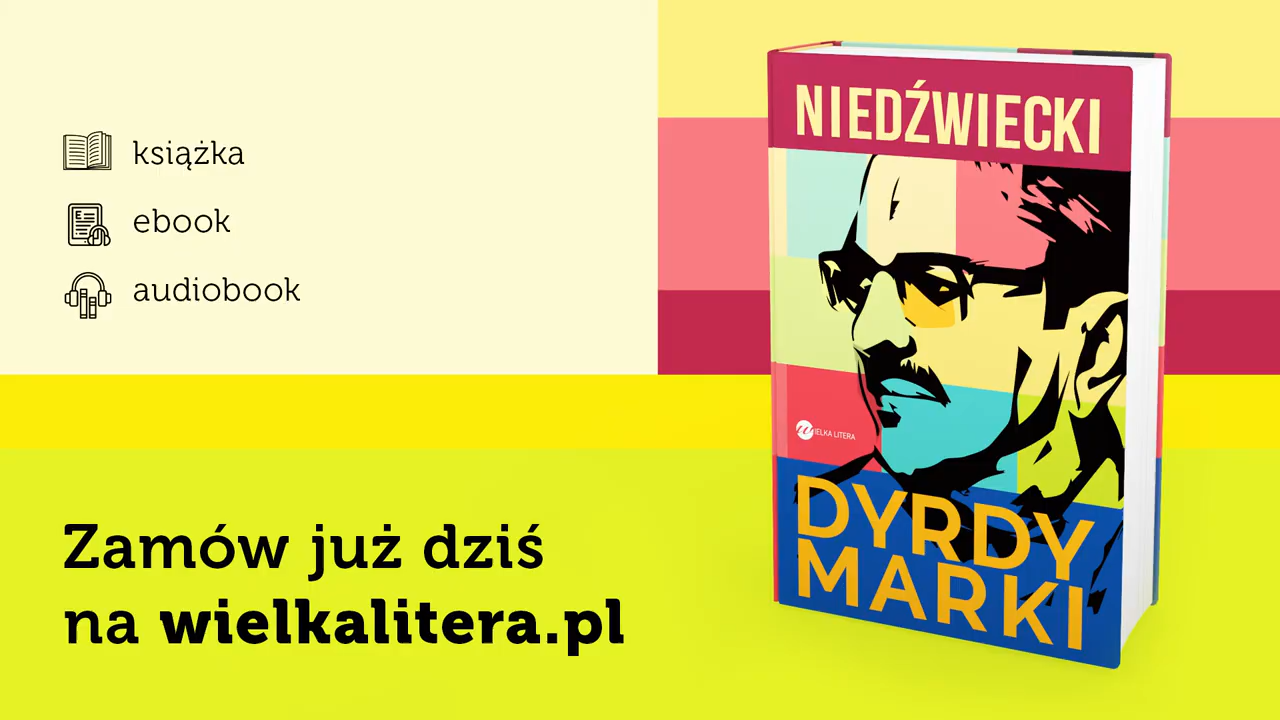 książka
ebook
audiobook
Zamów już dziś
na wielkalitera.pl
NIEDŹWIECKI
WIELKA LITERA
DYRDY
MARKI